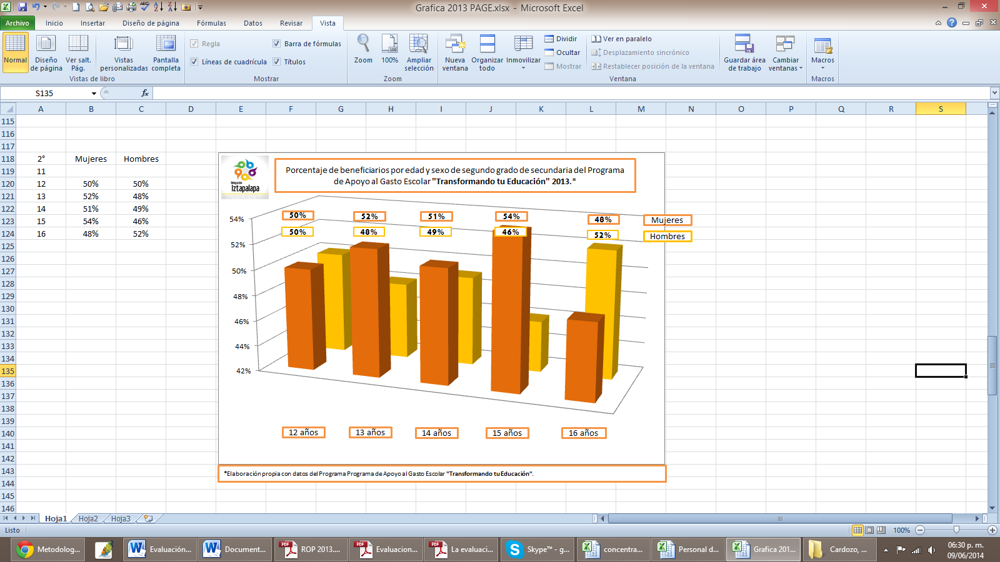 Grafica 2013 PAGE.xlsx - Microsoft Excel
Archivo Inicio Insertar Diseño de página Fórmulas Datos Revisar Vista
Normal
Diseño de página
Ver salt. Pág.
Vistas personalizadas
Pantalla completa
Vistas de libro
Regla
Barra de fórmulas
Líneas de cuadrícula
Títulos
Mostrar
Zoom
100%
Ampliar selección
Zoom
Nueva ventana
Organizar todo
Inmovilizar
Dividir
Ocultar
Mostrar
Ver en paralelo
Desplazamiento sincrónico
Restablecer posición de la ventana
Ventana
Guardar área de trabajo
Cambiar ventanas
Macros
Macros
S135
fx
A B C D E F G H I J K L M N O P Q R S
115
116
117
118 2° Mujeres Hombres
119 11
120 12 50% 50%
121 13 52% 48%
122 14 51% 49%
123 15 54% 46%
124 16 48% 52%
125
126
127
128
129
130
131
132
133
134
135
136
137
138
139
140
141
142
143
144
145
146
Delegación
Iztapalapa
Porcentaje de beneficiarios por edad y sexo de segundo grado de secundaria del Programa
de Apoyo al Gasto Escolar "Transformando tu Educación" 2013.*
54%
52%
50%
48%
46%
44%
42%
50% 52% 51% 54% 48% Mujeres
50% 48% 49% 46% 52% Hombres
12 años 13 años 14 años 15 años 16 años
*Elaboración propia con datos del Programa Programa de Apoyo al Gasto Escolar "Transformando tu Educación".
Hoja1 Hoja2 Hoja3
Listo
100%
Metodolog...
Evaluación...
Document...
ROP 2013....
Evaluacion...
La evaluaci...
Skype™ - g...
concentra...
Personal d...
Grafica 201...
Cardozo, ...
06:30 p. m.
09/06/2014